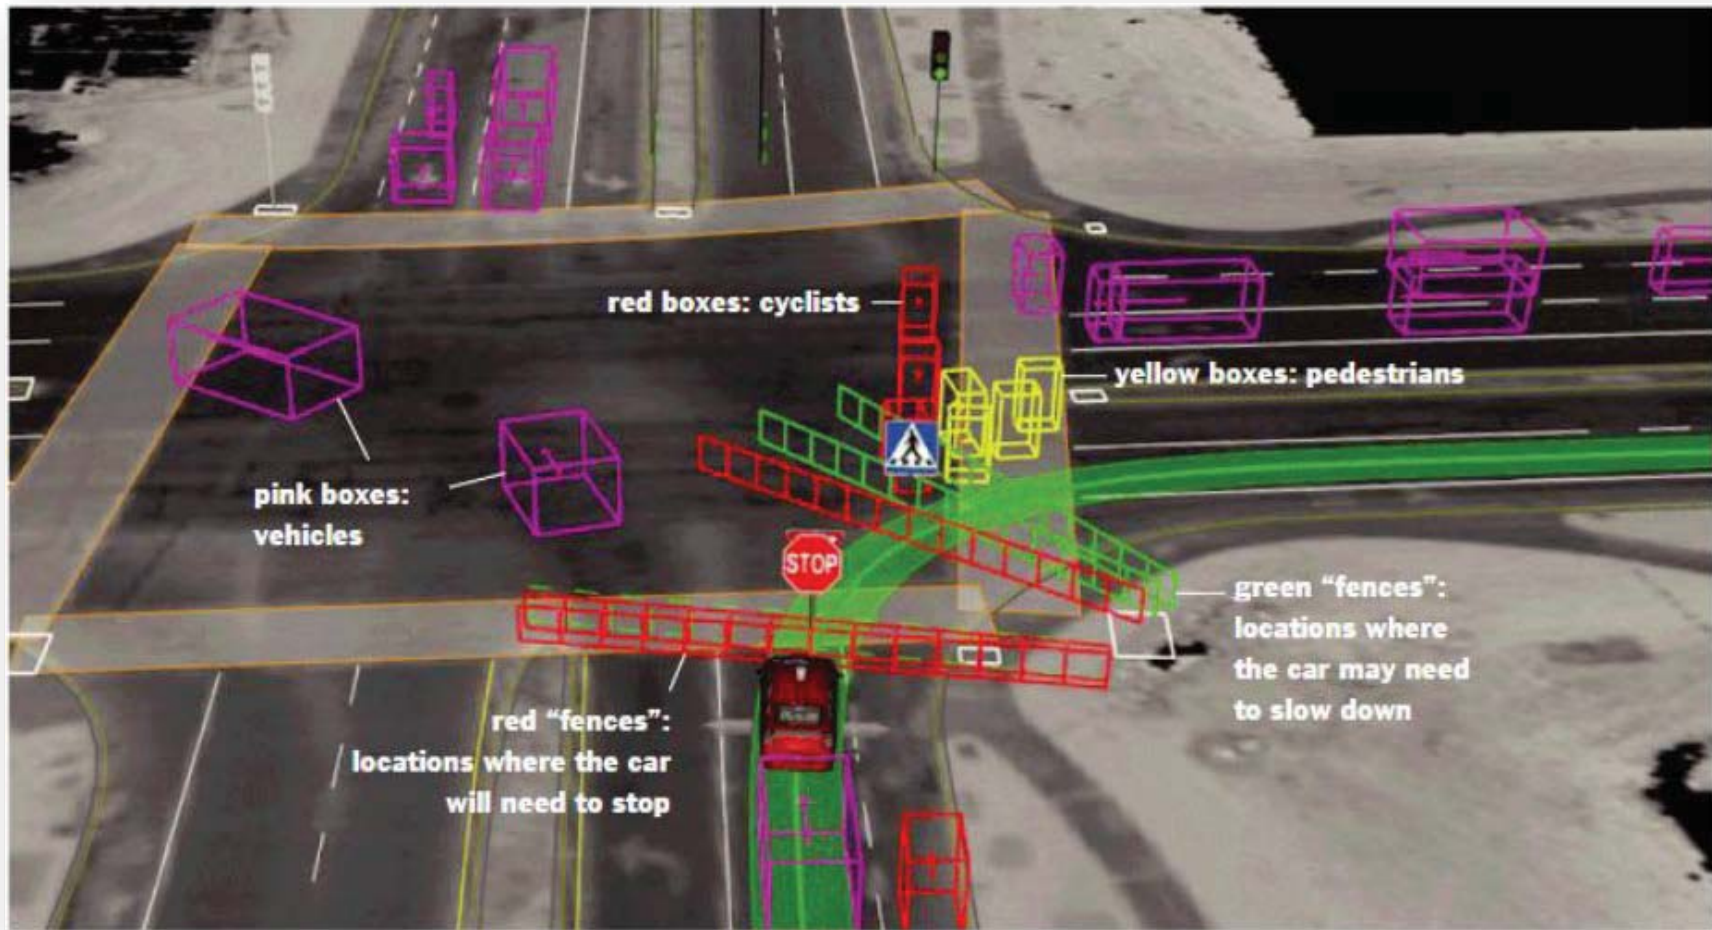 red boxes: cyclists
yellow boxes: pedestrians
pink boxes:
vehicles
STOP
green “fences”:
locations where
the car may need
to slow down
red “fences”:
locations where the car
will need to stop